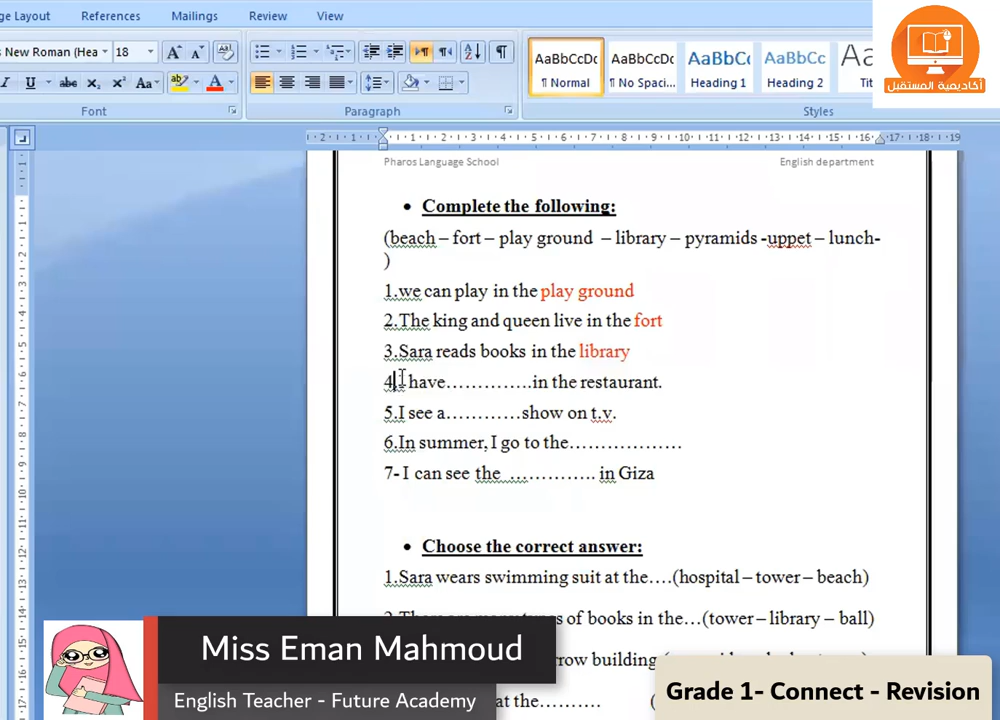 ge Layout References Mailings Review View
New Roman (Hea 18
Font Paragraph Styles
AaBbCcDc AaBbCcDc AaBbC AaBbCc
¶ Normal ¶ No Spaci... Heading 1 Heading 2 Tit
أكاديمية المستقبل
Pharos Language School English department
Complete the following:
(beach – fort – play ground – library – pyramids -uppet – lunch-
)
1.we can play in the play ground
2.The king and queen live in the fort
3.Sara reads books in the library
4. have…………..in the restaurant.
5.I see a…………show on t.v.
6.In summer, I go to the………………
7- I can see the …………. in Giza
Choose the correct answer:
1.Sara wears swimming suit at the….(hospital – tower – beach)
of books in the…(tower – library – ball)
building
at the………. (
Miss Eman Mahmoud
English Teacher - Future Academy
Grade 1- Connect - Revision